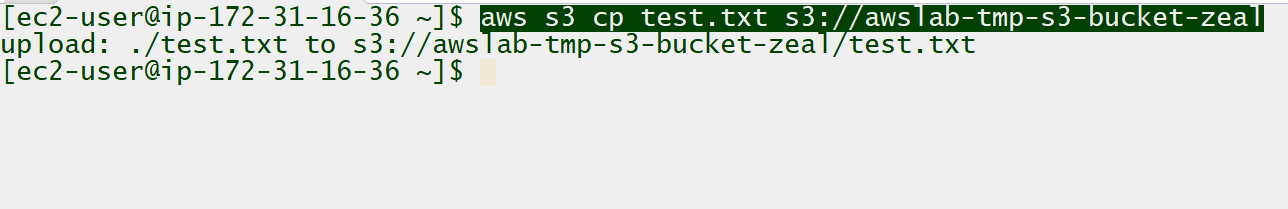 [ec2-user@ip-172-31-16-36 ~]$ aws s3 cp test.txt s3://awslab-tmp-s3-bucket-zeal
upload: ./test.txt to s3://awslab-tmp-s3-bucket-zeal/test.txt
[ec2-user@ip-172-31-16-36 ~]$